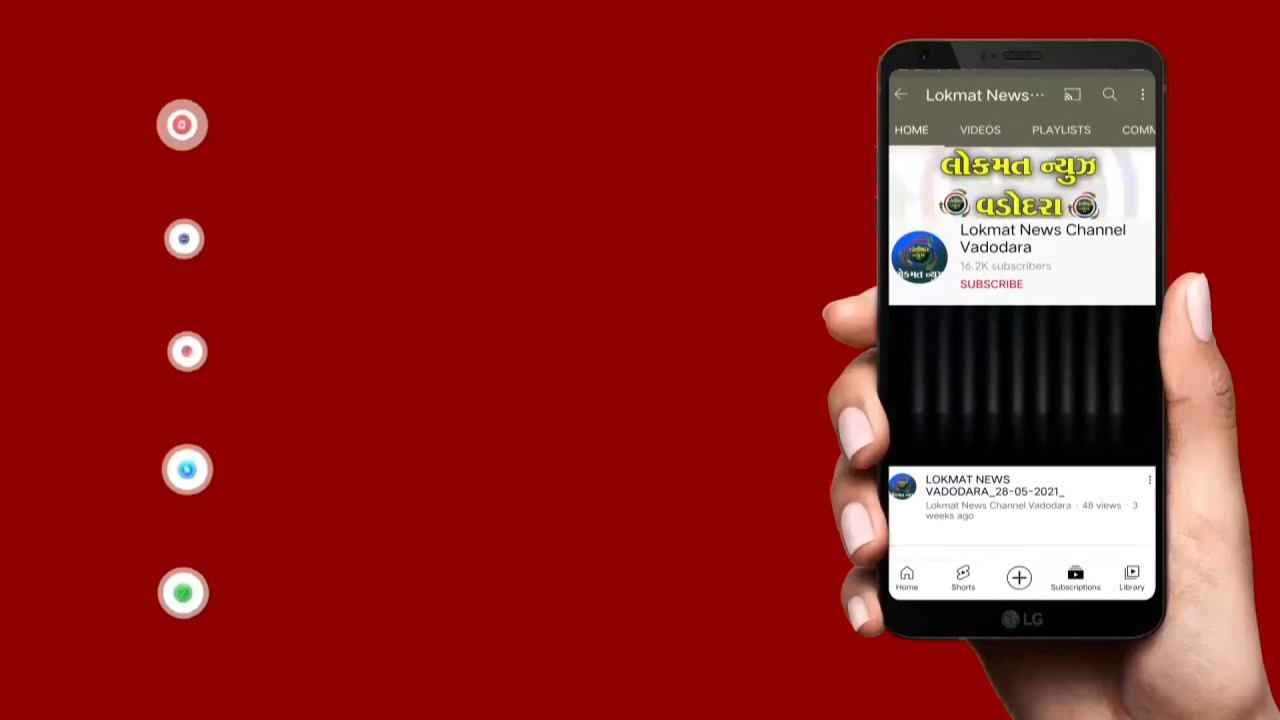 Lokmat News...
HOME VIDEOS PLAYLISTS COMM
લોકમત ન્યુઝ
વડોદરા
Lokmat News Channel
Vadodara
16.2K subscribers
SUBSCRIBE
LOKMAT NEWS
VADODARA_28-05-2021_
Lokmat News Channel Vadodara · 48 views · 3
weeks ago
Home Shorts Subscriptions Library
LG